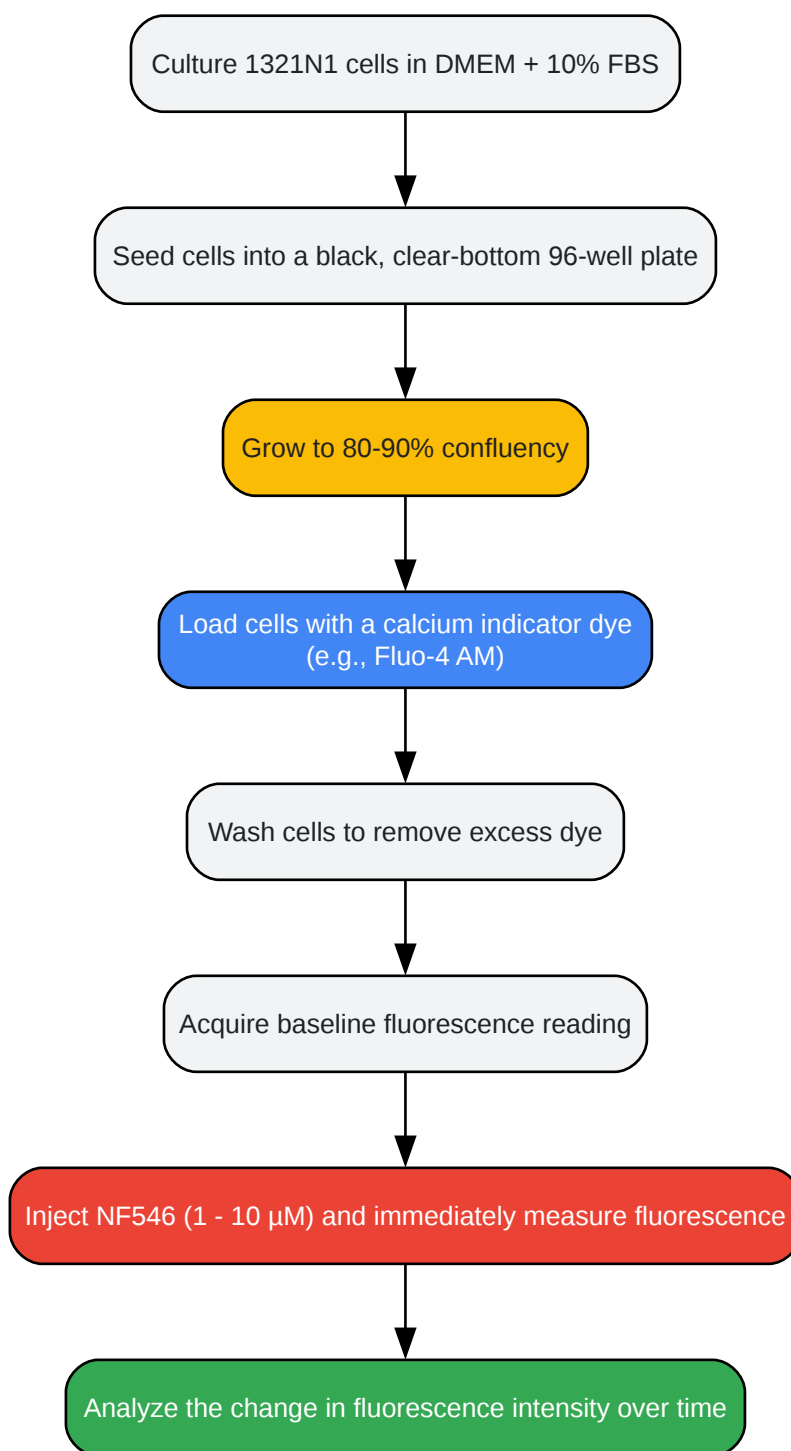 Culture 1321N1 cells in DMEM + 10% FBS
Seed cells into a black, clear-bottom 96-well plate
Grow to 80-90% confluency
Load cells with a calcium indicator dye
(e.g., Fluo-4 AM)
Wash cells to remove excess dye
Acquire baseline fluorescence reading
Inject NF546 (1 - 10 µM) and immediately measure fluorescence
Analyze the change in fluorescence intensity over time